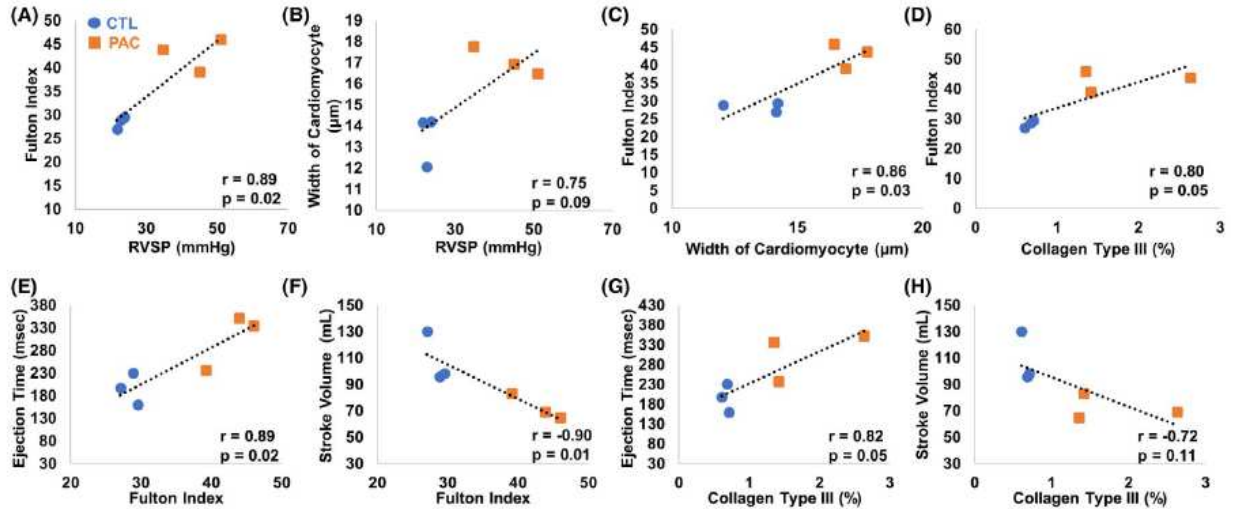 (A)
CTL
PAC
Fulton Index
50
45
40
35
30
25
20
15
10
10
30
50
70
r = 0.89
p = 0.02
RVSP (mmHg)
(B)
Width of Cardiomyocyte
(µm)
19
18
17
16
15
14
13
12
11
10
10
30
50
70
r = 0.75
p = 0.09
RVSP (mmHg)
(C)
Fulton Index
50
45
40
35
30
25
20
15
10
5
0
10
15
20
r = 0.86
p = 0.03
Width of Cardiomyocyte (µm)
(D)
Fulton Index
60
50
40
30
20
10
0
0
1
2
3
r = 0.80
p = 0.05
Collagen Type III (%)
(E)
Ejection Time (msec)
380
330
280
230
180
130
80
30
20
30
40
50
r = 0.89
p = 0.02
Fulton Index
(F)
Stroke Volume (mL)
150
130
110
90
70
50
30
20
30
40
50
r = -0.90
p = 0.01
Fulton Index
(G)
Ejection Time (msec)
430
380
330
280
230
180
130
80
30
0
1
2
3
r = 0.82
p = 0.05
Collagen Type III (%)
(H)
Stroke Volume (mL)
150
130
110
90
70
50
30
0
1
2
3
r = -0.72
p = 0.11
Collagen Type III (%)